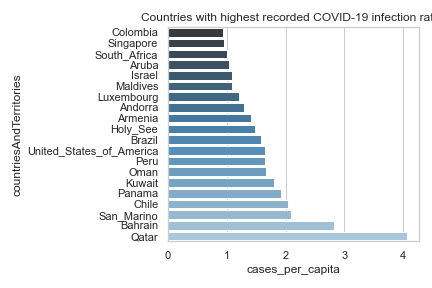 Countries with highest recorded COVID-19 infection rat
countriesAndTerritories
Colombia
Singapore
South_Africa
Aruba
Israel
Maldives
Luxembourg
Andorra
Armenia
Holy_See
Brazil
United_States_of_America
Peru
Oman
Kuwait
Panama
Chile
San_Marino
Bahrain
Qatar
0 1 2 3 4
cases_per_capita